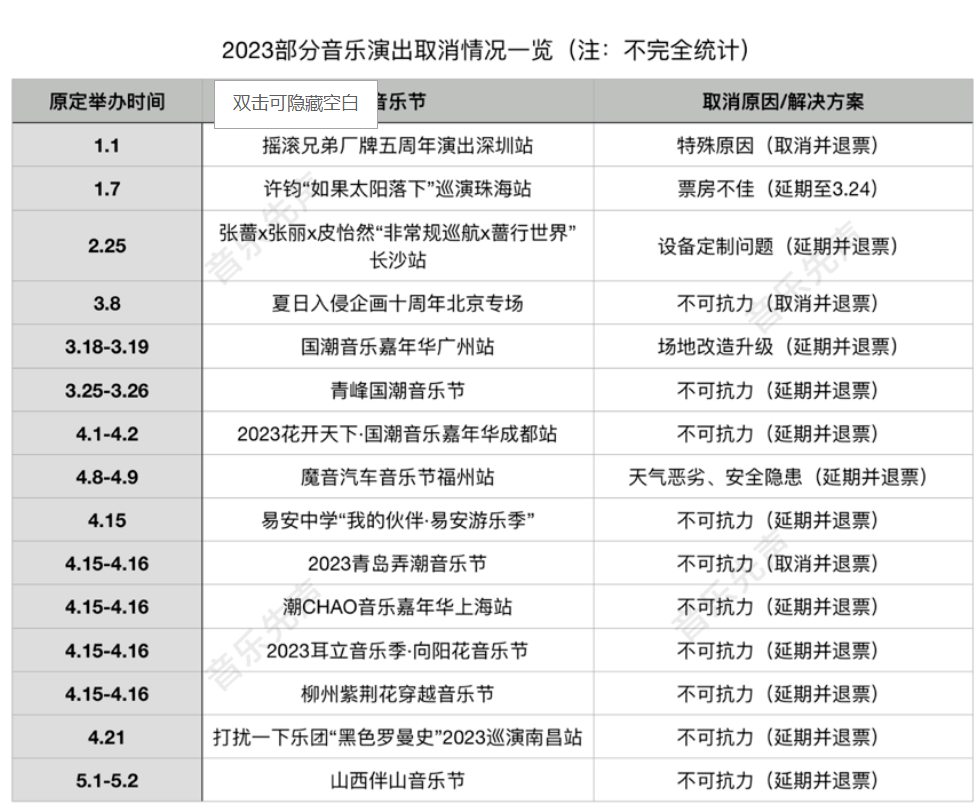 2023部分音乐演出取消情况一览（注：不完全统计）
原定举办时间 音乐节 取消原因/解决方案
双击可隐藏空白
1.1 摇滚兄弟厂牌五周年演出深圳站 特殊原因（取消并退票）
1.7 许钧“如果太阳落下”巡演珠海站 票房不佳（延期至3.24）
2.25 张蔷x张丽x皮怡然“非常规巡航x蔷行世界” 设备定制问题（延期并退票）
长沙站
3.8 夏日入侵企画十周年北京专场 不可抗力（取消并退票）
3.18-3.19 国潮音乐嘉年华广州站 场地改造升级（延期并退票）
3.25-3.26 青峰国潮音乐节 不可抗力（延期并退票）
4.1-4.2 2023花开天下·国潮音乐嘉年华成都站 不可抗力（延期并退票）
4.8-4.9 魔音汽车音乐节福州站 天气恶劣、安全隐患（延期并退票）
4.15 易安中学“我的伙伴·易安游乐季” 不可抗力（延期并退票）
4.15-4.16 2023青岛弄潮音乐节 不可抗力（取消并退票）
4.15-4.16 潮CHAO音乐嘉年华上海站 不可抗力（延期并退票）
4.15-4.16 2023耳立音乐季·向阳花音乐节 不可抗力（延期并退票）
4.15-4.16 柳州紫荆花穿越音乐节 不可抗力（延期并退票）
4.21 打扰一下乐团“黑色罗曼史”2023巡演南昌站 不可抗力（延期并退票）
5.1-5.2 山西伴山音乐节 不可抗力（延期并退票）
音乐先声
音乐先声
音乐先声
音乐先声